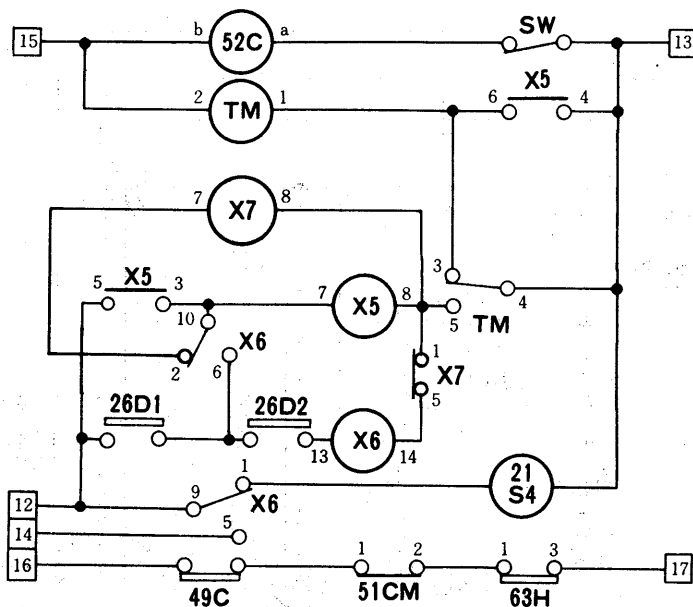 15 b 52C a SW 13
2 TM 1 6 X5 4
7 X7 8
3 4
5 X5 3 7 X5 8 5 TM
10
2 6 X6 1 X7
26D1 26D2 5
13 X6 14
12 9 1 X6 21 S4
14 5
16 1 2 1 3 17
49C 51CM 63H